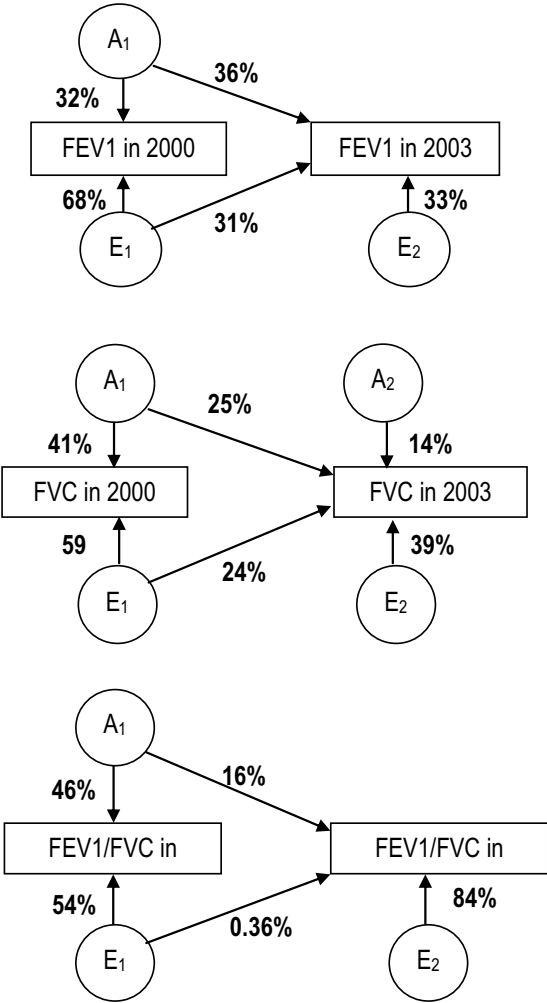 A₁
36%
32%
FEV1 in 2000
FEV1 in 2003
68%
31%
33%
E₁
E₂
A₁
A₂
25%
41%
14%
FVC in 2000
FVC in 2003
59
24%
39%
E₁
E₂
A₁
46%
16%
FEV1/FVC in
FEV1/FVC in
54%
0.36%
84%
E₁
E₂